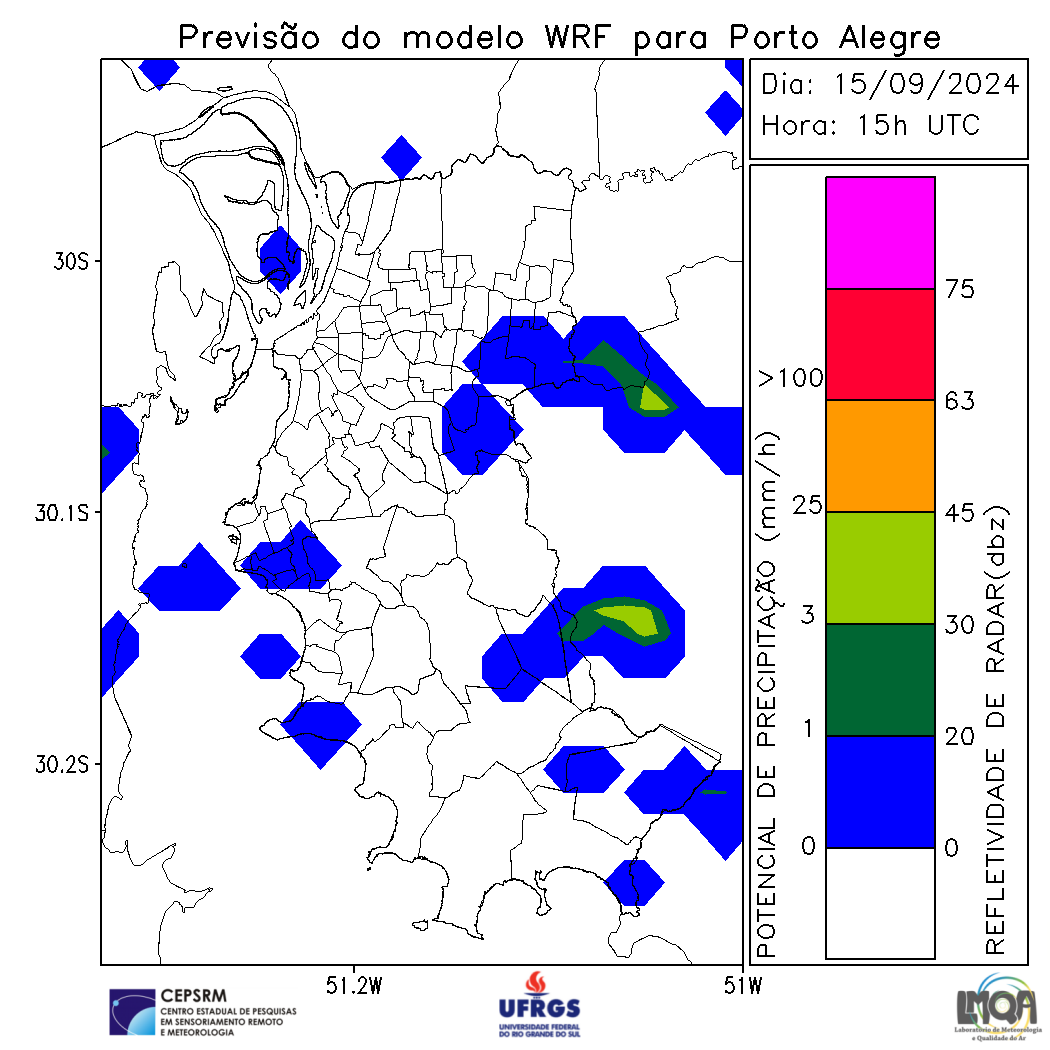 Previsão do modelo WRF para Porto Alegre
Dia: 15/09/2024
Hora: 15h UTC
30S
30.1S
30.2S
51.2W
51W
POTENCIAL DE PRECIPITAÇÃO (mm/h)
>100
25
3
1
0
75
63
45
30
20
0
REFLETIVIDADE DE RADAR(dbz)
CEPSRM
CENTRO ESTADUAL DE PESQUISAS
EM SENSORIAMENTO REMOTO
E METEOROLOGIA
UFRGS
UNIVERSIDADE FEDERAL
DO RIO GRANDE DO SUL
LMQA
Laboratório de Meteorologia
e Qualidade do Ar